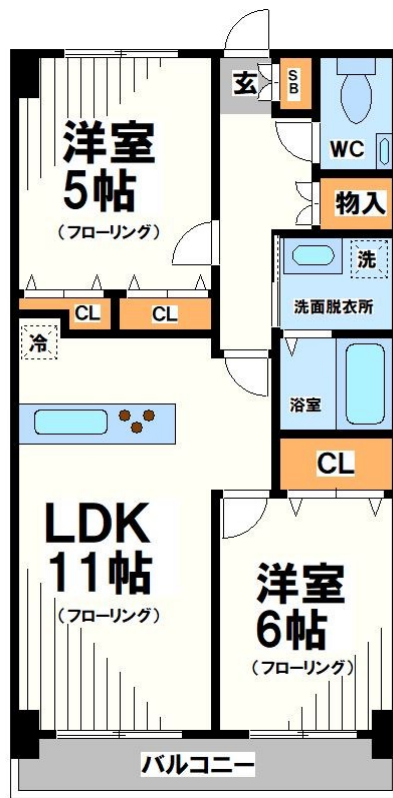 玄
SB
洋室
5帖
(フローリング)
WC
物入
洗
洗面脱衣所
CL
CL
冷
浴室
CL
LDK
11帖
(フローリング)
洋室
6帖
(フローリング)
バルコニー